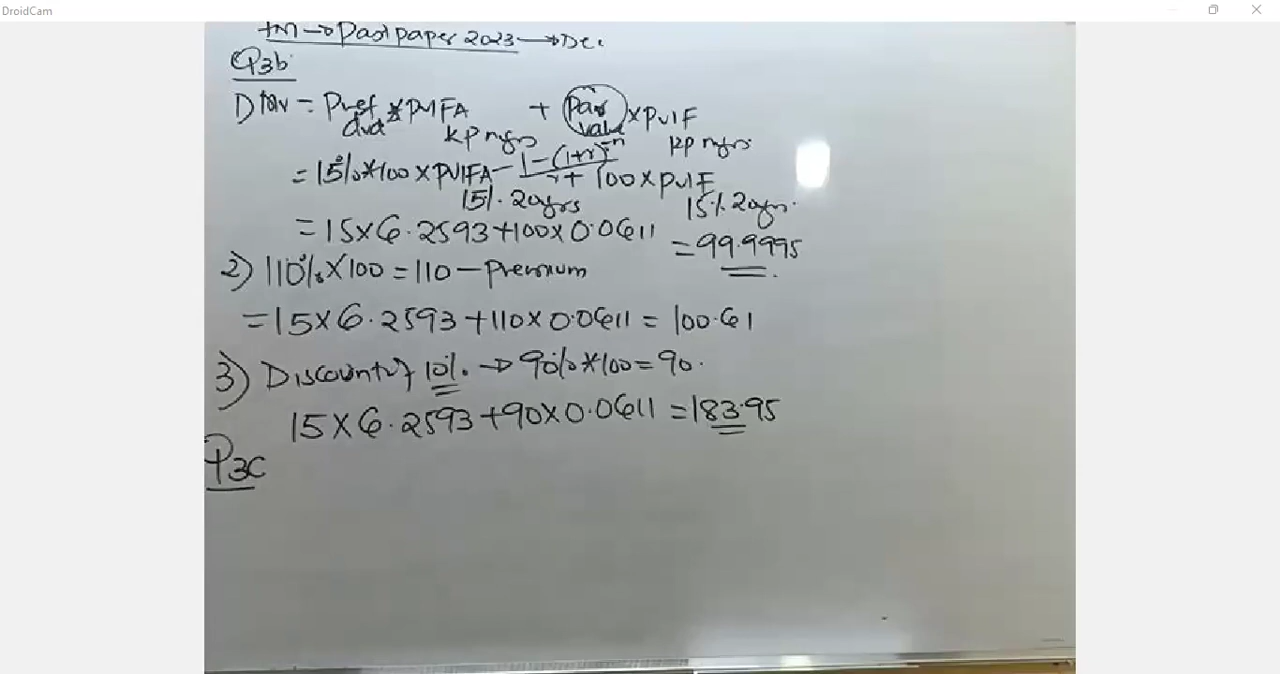 DroidCam
FM → Past paper 2023 → Dec
Q3b
1) MV = Pref dvd * PVIFA kp nyrs + Par value × PVIF kp nyrs
= 15% * 100 × PVIFA 15% 20yrs - 1-(1+r)^-n / r + 100 × PVIF 15% 20yrs
= 15×6.2593+100×0.0611 = 99.9995
2) 110% × 100 = 110 - Premium
= 15×6.2593+110×0.0611 = 100.61
3) Discount of 10% → 90% * 100 = 90.
15×6.2593+90×0.0611 = 183.95
Q3c